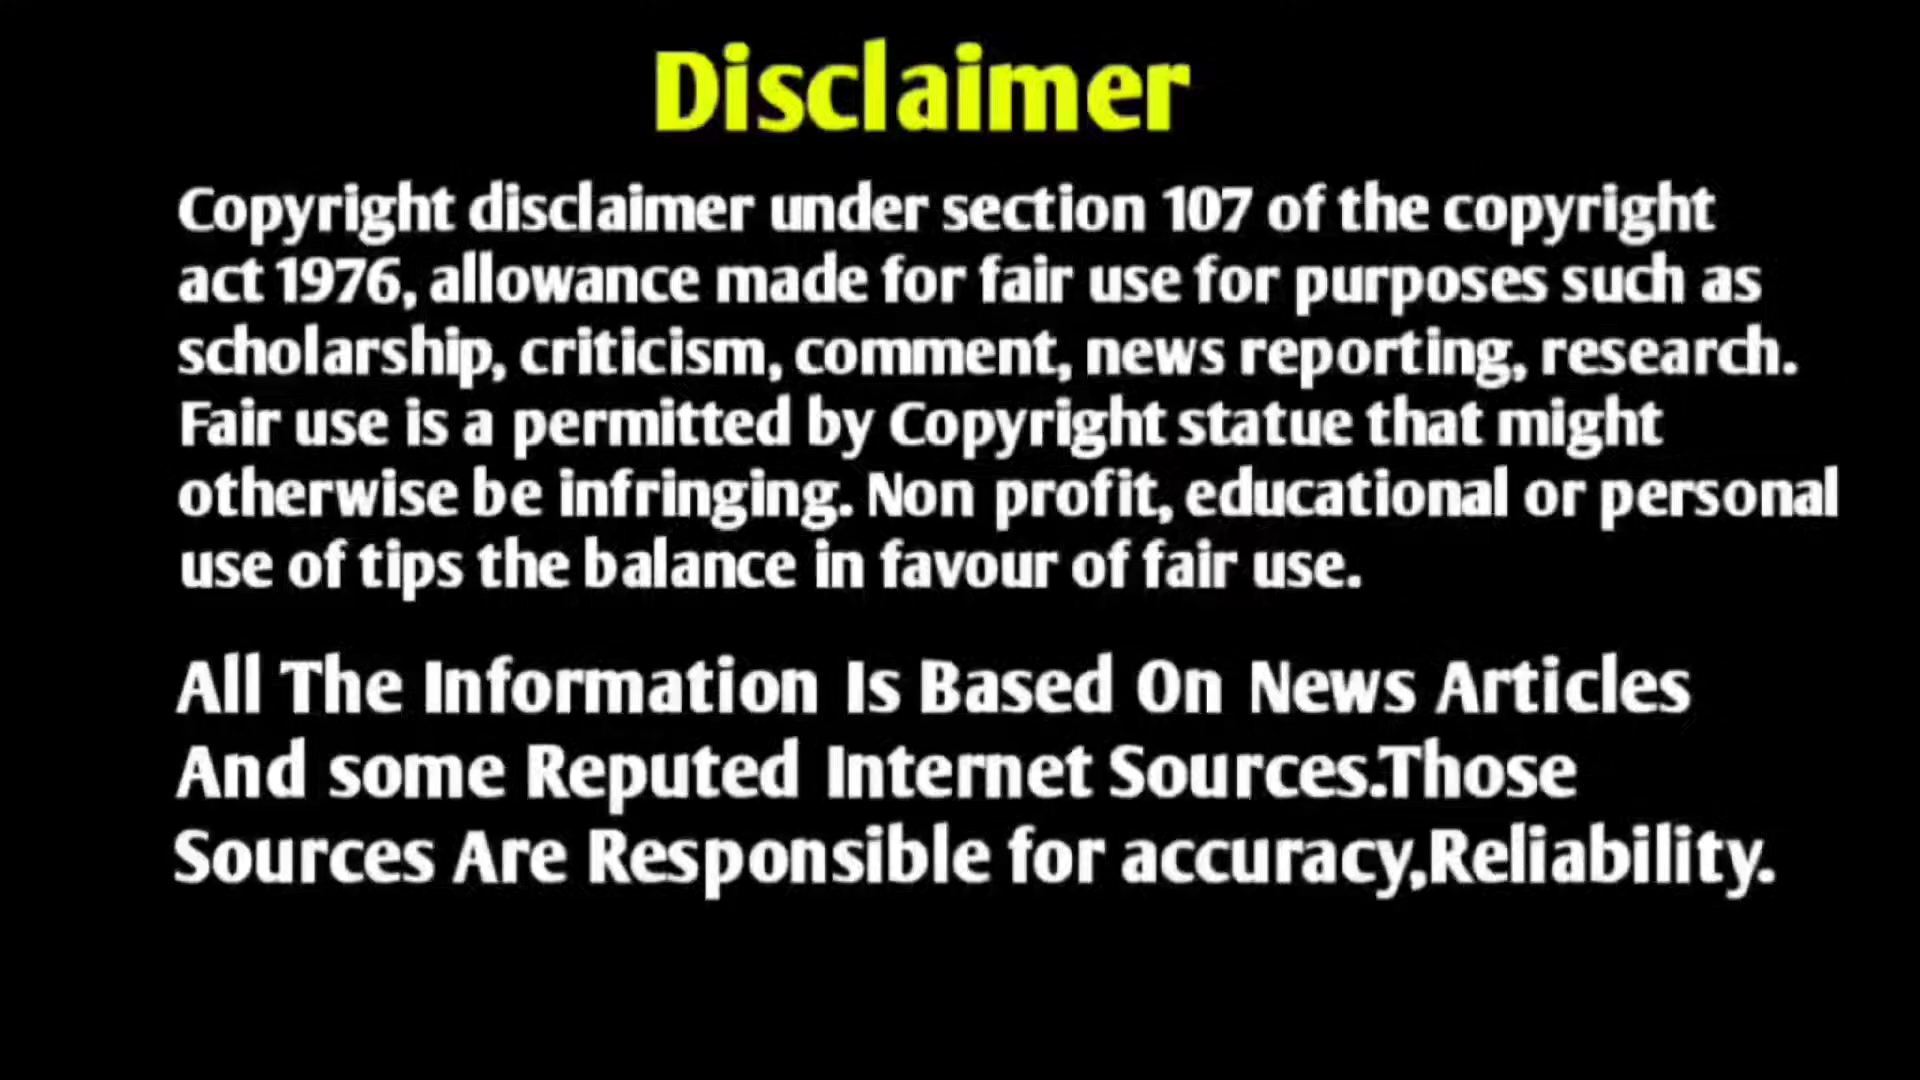 Disclaimer
Copyright disclaimer under section 107 of the copyright
act 1976, allowance made for fair use for purposes such as
scholarship, criticism, comment, news reporting, research.
Fair use is a permitted by Copyright statue that might
otherwise be infringing. Non profit, educational or personal
use of tips the balance in favour of fair use.
All The Information Is Based On News Articles
And some Reputed Internet Sources.Those
Sources Are Responsible for accuracy,Reliability.